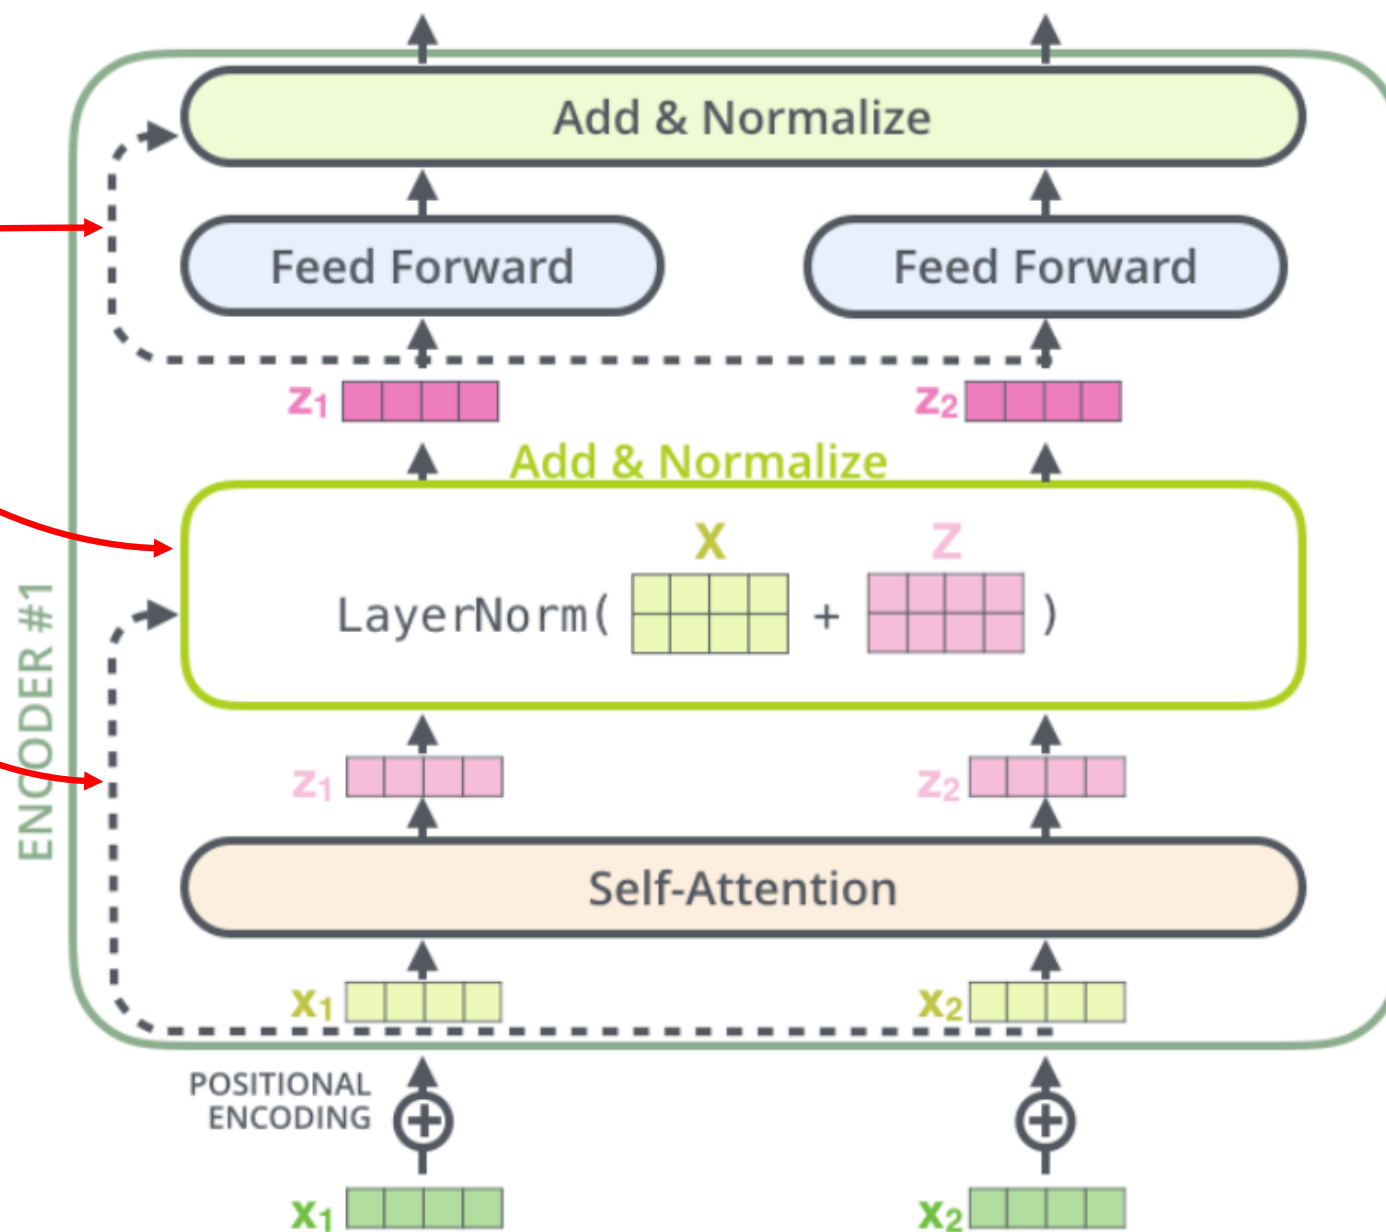 Add & Normalize
Feed Forward
Feed Forward
z1
z2
Add & Normalize
X
Z
LayerNorm(
+
)
ENCODER #1
z1
z2
Self-Attention
x1
x2
POSITIONAL
ENCODING
x1
x2